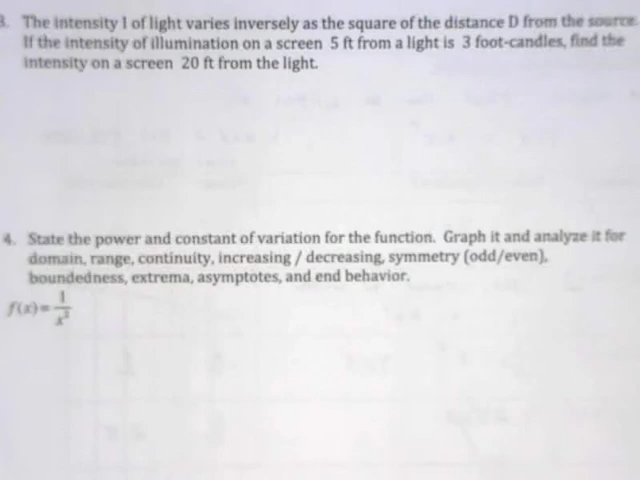 3. The intensity I of light varies inversely as the square of the distance D from the source.
If the intensity of illumination on a screen 5 ft from a light is 3 foot-candles, find the
intensity on a screen 20 ft from the light.
4. State the power and constant of variation for the function. Graph it and analyze it for
domain, range, continuity, increasing / decreasing, symmetry (odd/even),
boundedness, extrema, asymptotes, and end behavior.
f(x)= 1/x